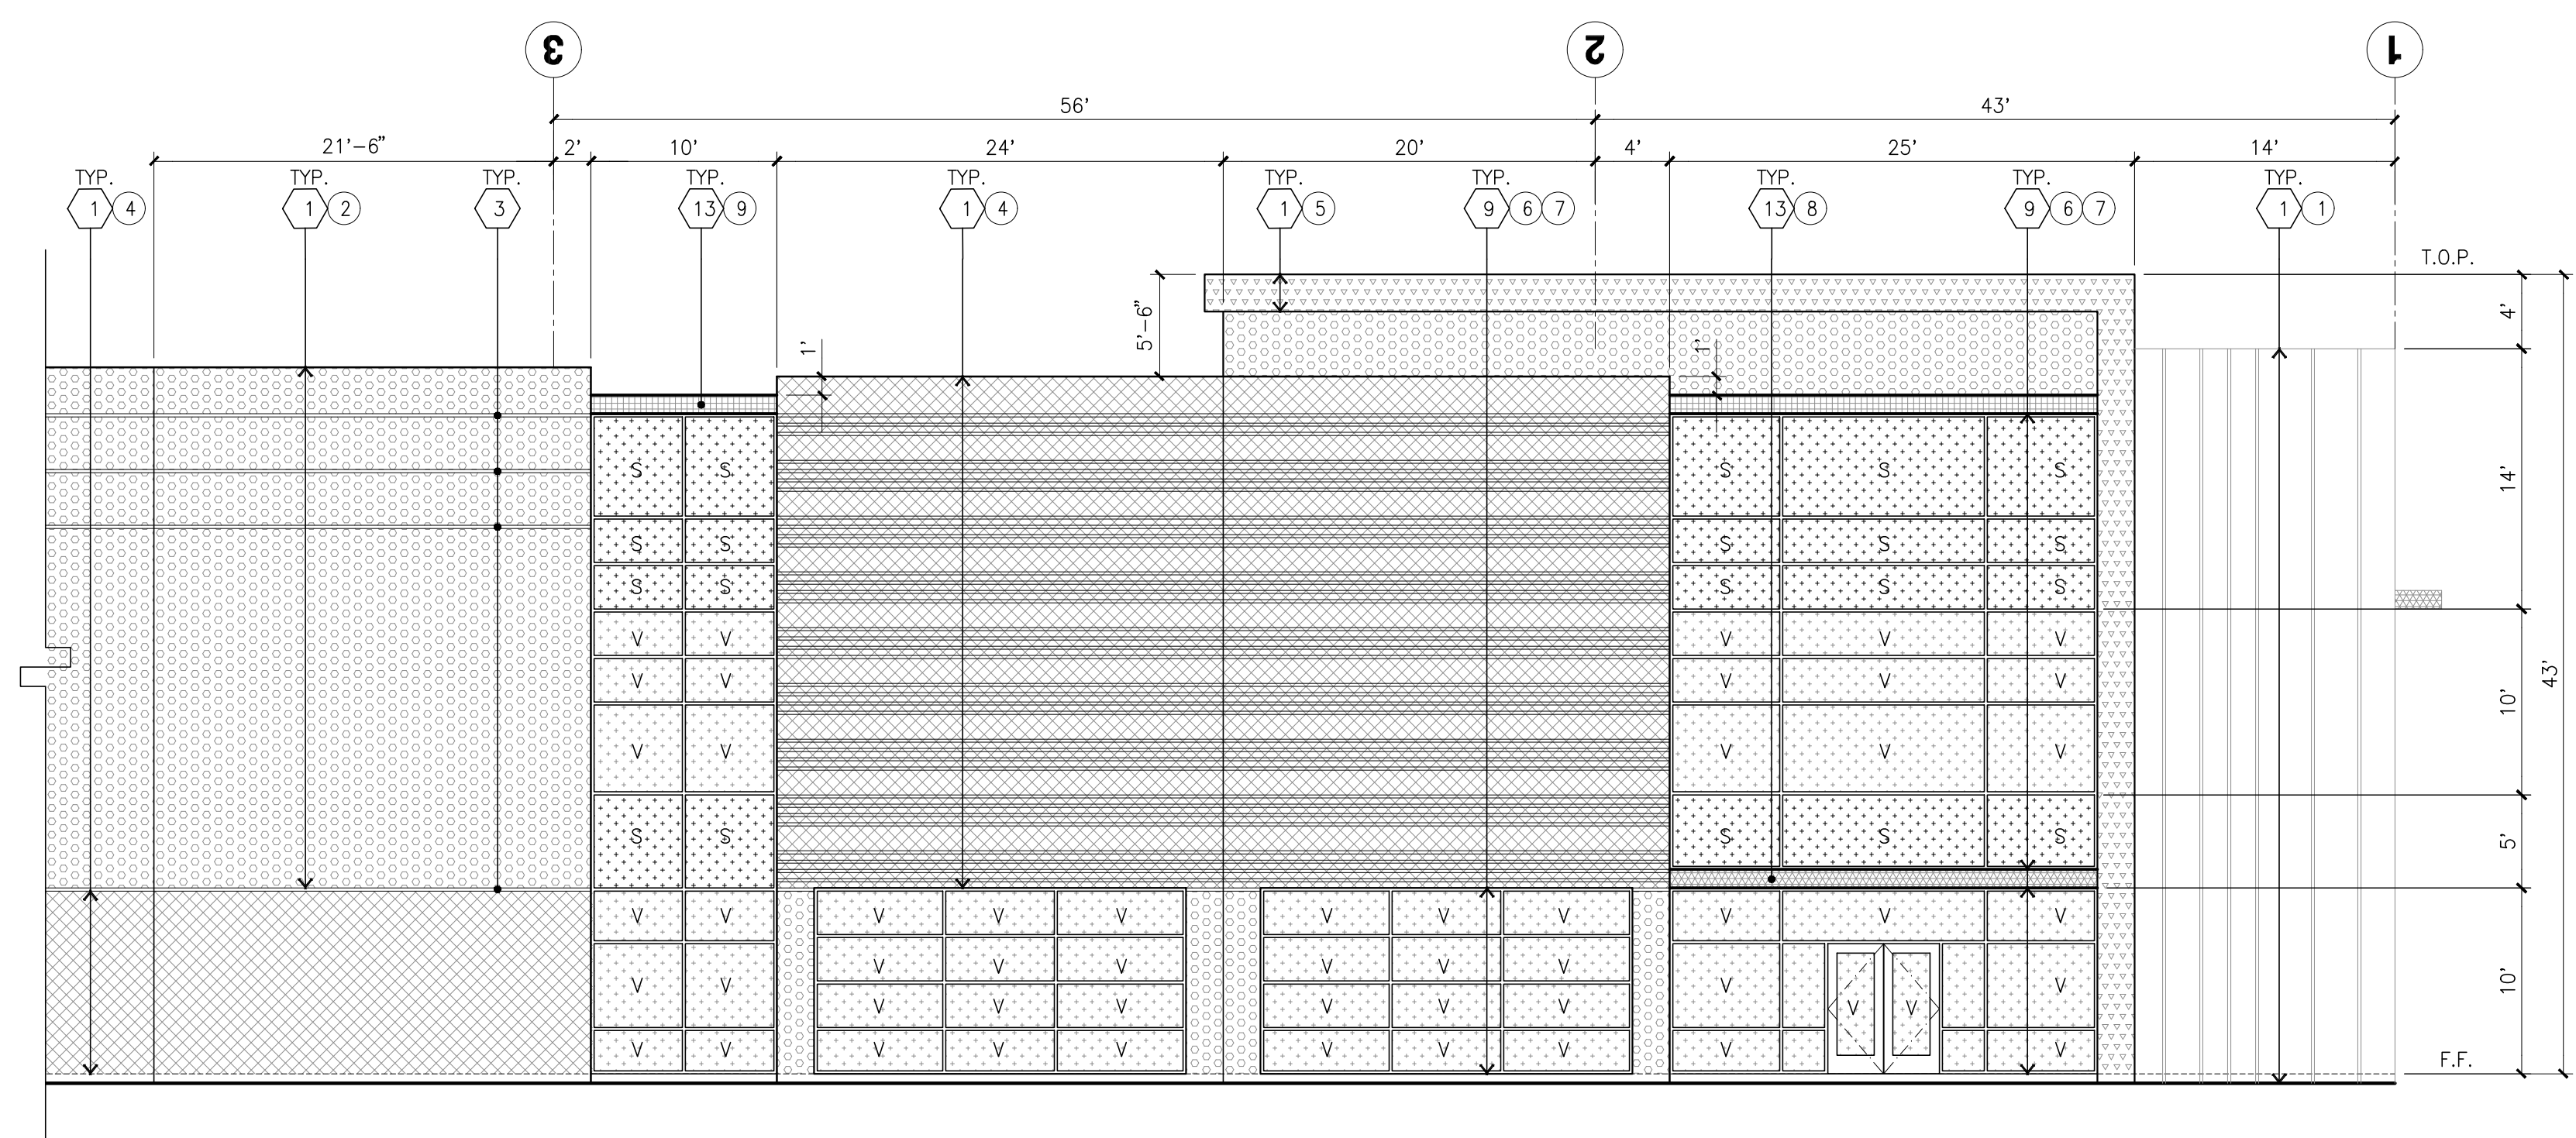 3 2 1
56' 43'
21'-6" 2' 10' 24' 20' 4' 25' 14'
TYP. TYP. TYP. TYP. TYP. TYP. TYP. TYP.
1 4 1 2 3 13 9 1 4 1 5 9 6 7 13 8 9 6 7 1 1
T.O.P.
4'
5'-6"
1' 1'
S S S S S
14'
S S S S S
S S S S S
V V V V V
43'
V V V V V
10'
V V V V V
S S S S S
5'
V V V V V V V V V V V
V V V V V V
V V V V
10'
V V V V V V
V V
V V V V V V V V V V
F.F.